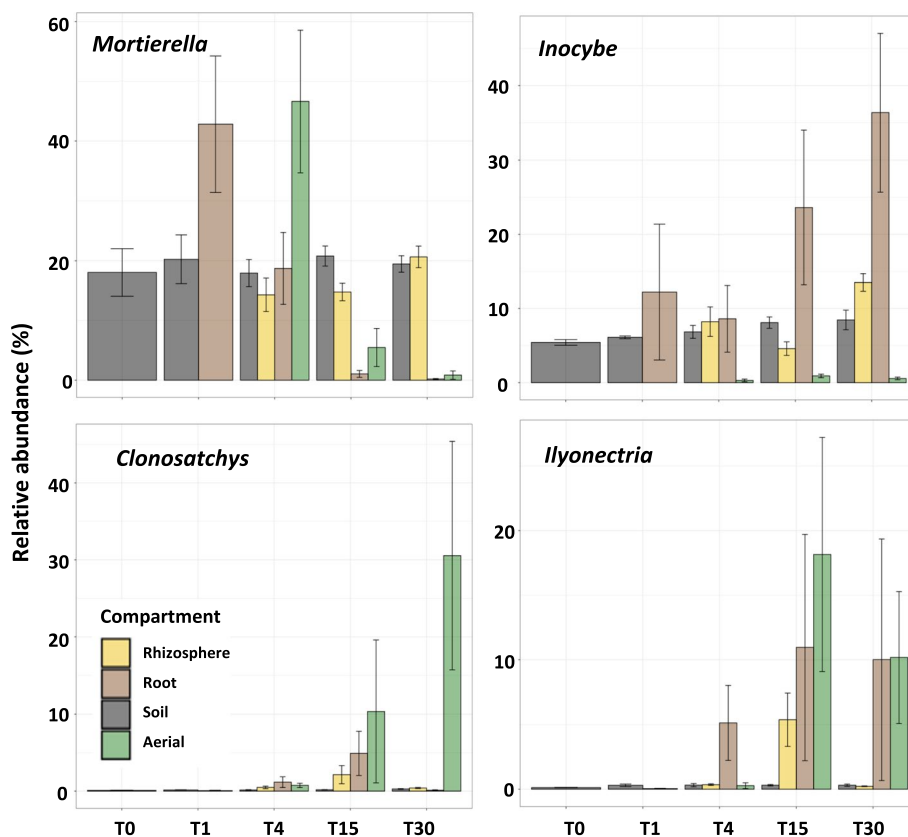 Mortierella
60
40
20
0
Inocybe
40
30
20
10
0
Relative abundance (%)
Clonosatchys
40
30
20
10
0
Compartment
Rhizosphere
Root
Soil
Aerial
T0 T1 T4 T15 T30
Ilyonectria
20
10
0
T0 T1 T4 T15 T30